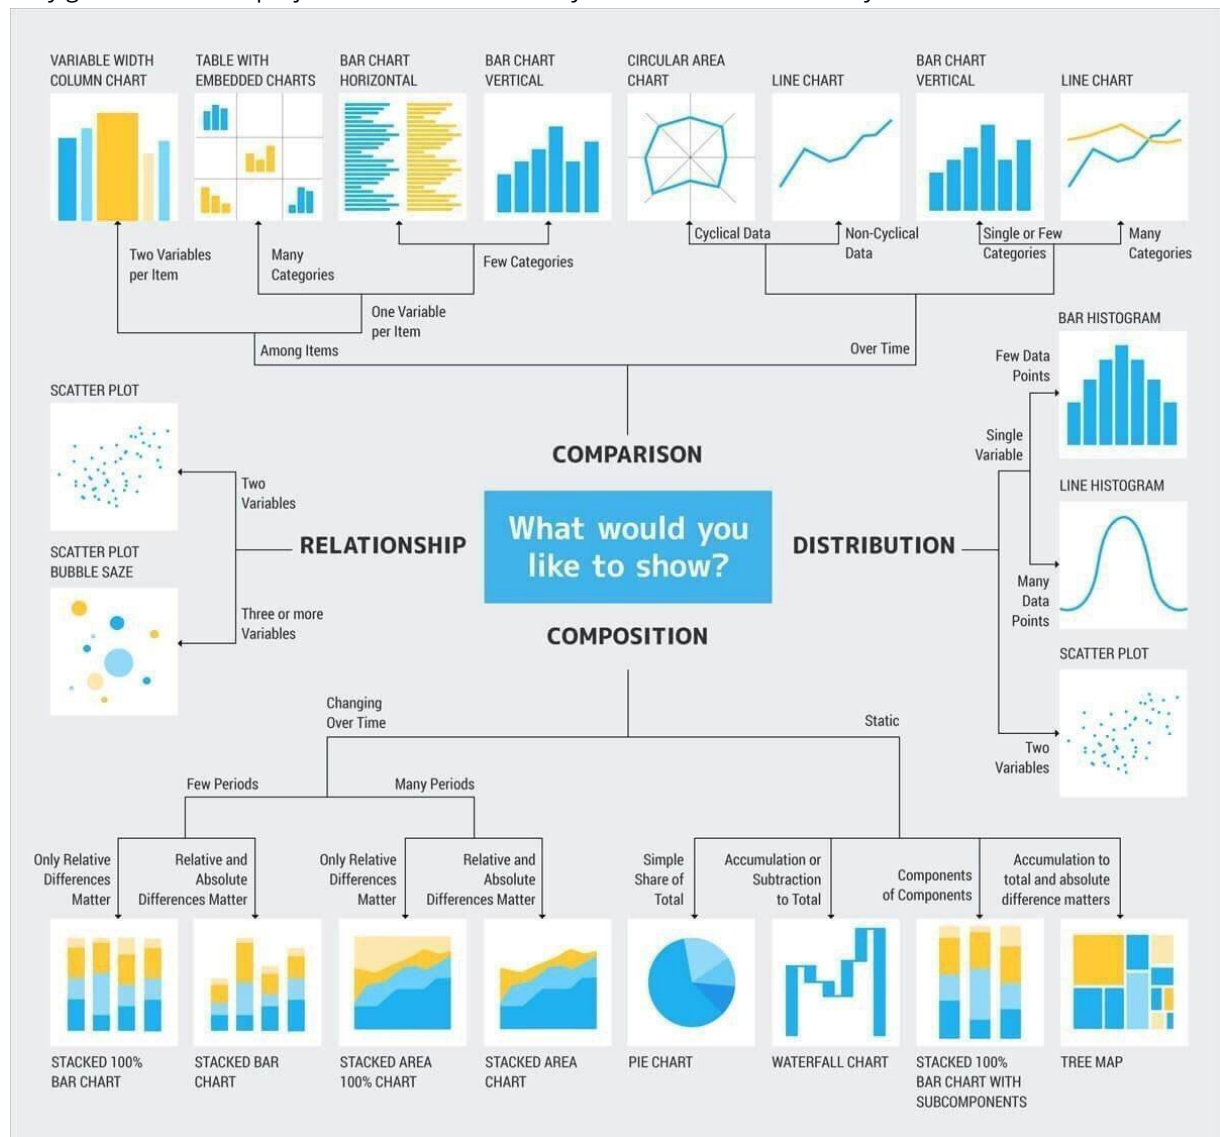 VARIABLE WIDTH
COLUMN CHART
TABLE WITH
EMBEDDED CHARTS
BAR CHART
HORIZONTAL
BAR CHART
VERTICAL
CIRCULAR AREA
CHART
LINE CHART
BAR CHART
VERTICAL
LINE CHART
Two Variables
per Item
Many
Categories
Few Categories
Cyclical Data
Non-Cyclical
Data
Single or Few
Categories
Many
Categories
One Variable
per Item
Among Items
Over Time
COMPARISON
What would you
like to show?
SCATTER PLOT
Two
Variables
RELATIONSHIP
SCATTER PLOT
BUBBLE SAZE
Three or more
Variables
DISTRIBUTION
Single
Variable
Few Data
Points
BAR HISTOGRAM
LINE HISTOGRAM
Many
Data
Points
SCATTER PLOT
Two
Variables
COMPOSITION
Changing
Over Time
Static
Few Periods
Many Periods
Only Relative
Differences
Matter
Relative and
Absolute
Differences Matter
Only Relative
Differences
Matter
Relative and
Absolute
Differences Matter
Simple
Share of
Total
Accumulation or
Subtraction
to Total
Components
of Components
Accumulation to
total and absolute
difference matters
STACKED 100%
BAR CHART
STACKED BAR
CHART
STACKED AREA
100% CHART
STACKED AREA
CHART
PIE CHART
WATERFALL CHART
STACKED 100%
BAR CHART WITH
SUBCOMPONENTS
TREE MAP